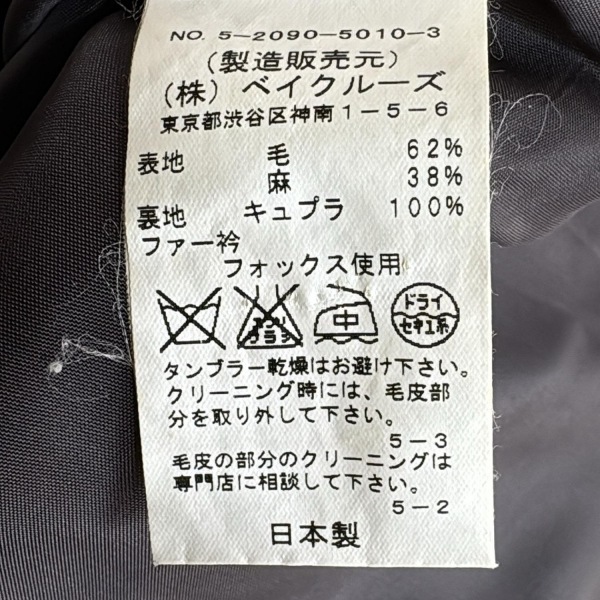 NO. 5-2090-5010-3
(製造販売元)
(株) ベイクルーズ
東京都渋谷区神南1-5-6
表地 毛 62%
麻 38%
裏地 キュプラ 100%
ファー衿
フォックス使用
エンソ サラシ 中 ドライ セキユ系
タンブラー乾燥はお避け下さい。
クリーニング時には、毛皮部
分を取り外して下さい。
5-3
毛皮の部分のクリーニングは
専門店に相談して下さい。
5-2
日本製